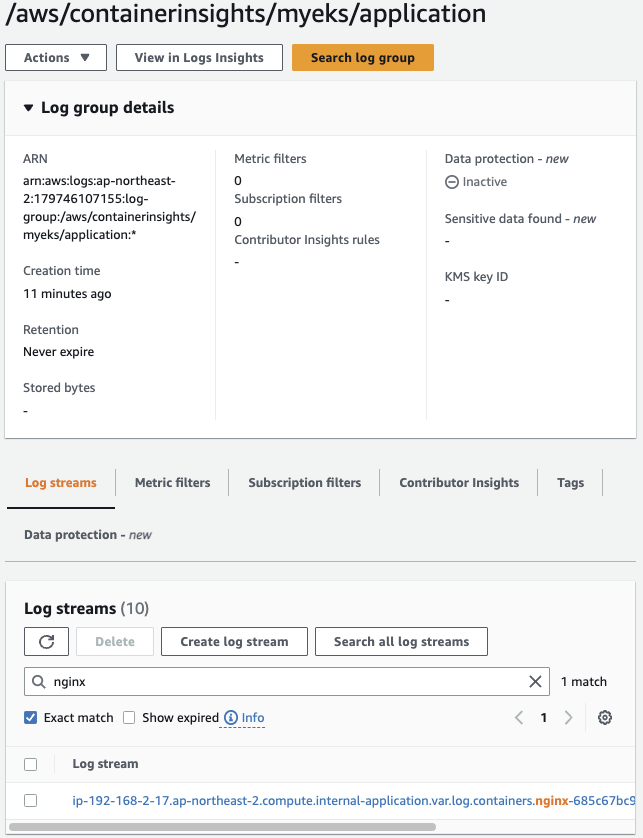 /aws/containerinsights/myeks/application
Actions ▼ View in Logs Insights Search log group
▼ Log group details
ARN
arn:aws:logs:ap-northeast-
2:179746107155:log-
group:/aws/containerinsights/
myeks/application:*
Creation time
11 minutes ago
Retention
Never expire
Stored bytes
-
Metric filters
0
Subscription filters
0
Contributor Insights rules
-
Data protection - new
Inactive
Sensitive data found - new
-
KMS key ID
-
Log streams Metric filters Subscription filters Contributor Insights Tags
Data protection - new
Log streams (10)
Delete Create log stream Search all log streams
nginx 1 match
Exact match Show expired Info 1
Log stream
ip-192-168-2-17.ap-northeast-2.compute.internal-application.var.log.containers.nginx-685c67bc9